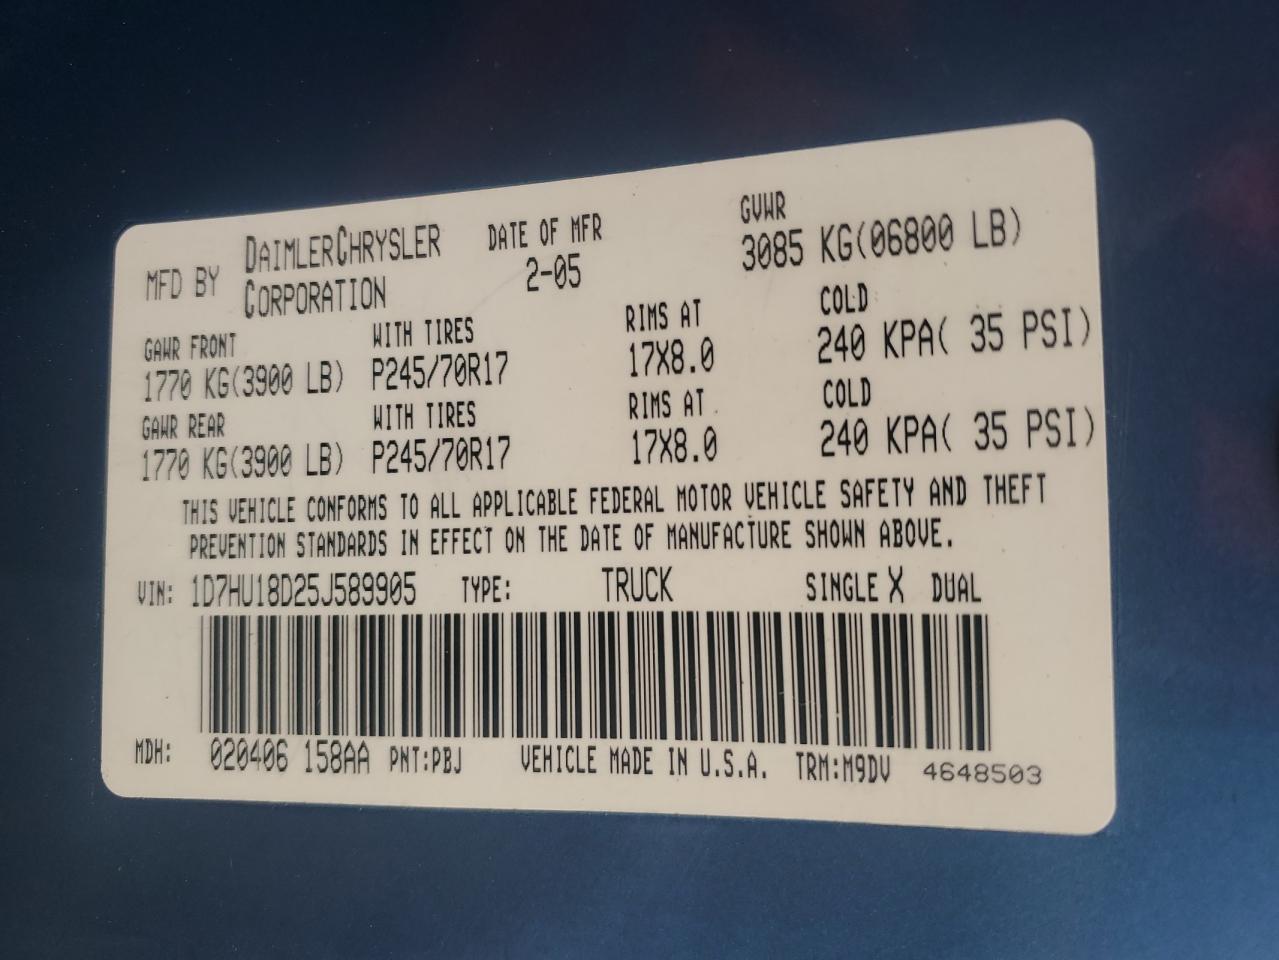 MFD BY DAIMLERCHRYSLER CORPORATION DATE OF MFR 2-05 GVWR 3085 KG(06800 LB)
GAWR FRONT WITH TIRES RIMS AT COLD
1770 KG(3900 LB) P245/70R17 17X8.0 240 KPA( 35 PSI)
GAWR REAR WITH TIRES RIMS AT COLD
1770 KG(3900 LB) P245/70R17 17X8.0 240 KPA( 35 PSI)
THIS VEHICLE CONFORMS TO ALL APPLICABLE FEDERAL MOTOR VEHICLE SAFETY AND THEFT
PREVENTION STANDARDS IN EFFECT ON THE DATE OF MANUFACTURE SHOWN ABOVE.
VIN: 1D7HU18D25J589905 TYPE: TRUCK SINGLE X DUAL
MDH: 020406 158AA PNT:PBJ VEHICLE MADE IN U.S.A. TRM:M9DV 4648503